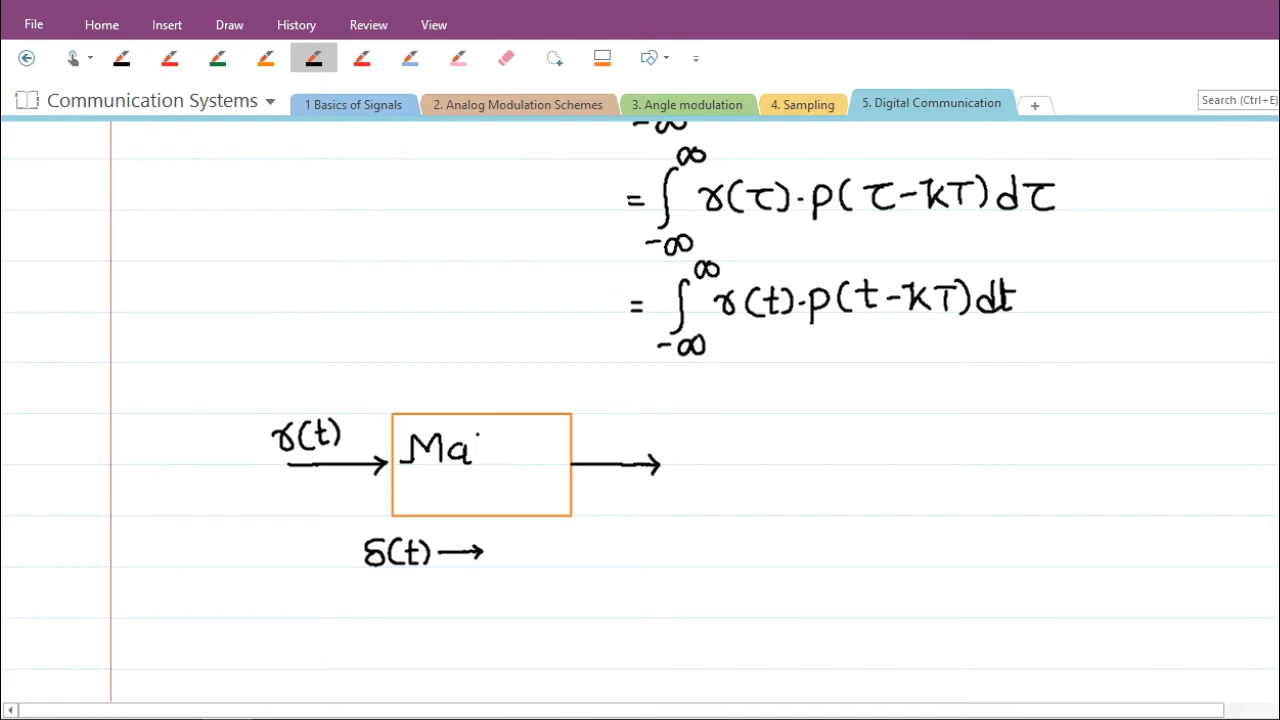 File Home Insert Draw History Review View
Communication Systems 1 Basics of Signals 2. Analog Modulation Schemes 3. Angle modulation 4. Sampling 5. Digital Communication + Search (Ctrl+E)
-∞
∞
= ∫ r(τ)·p(τ-kT)dτ
-∞
∞
= ∫ r(t)·p(t-kT)dt
-∞
r(t) Ma
δ(t) →